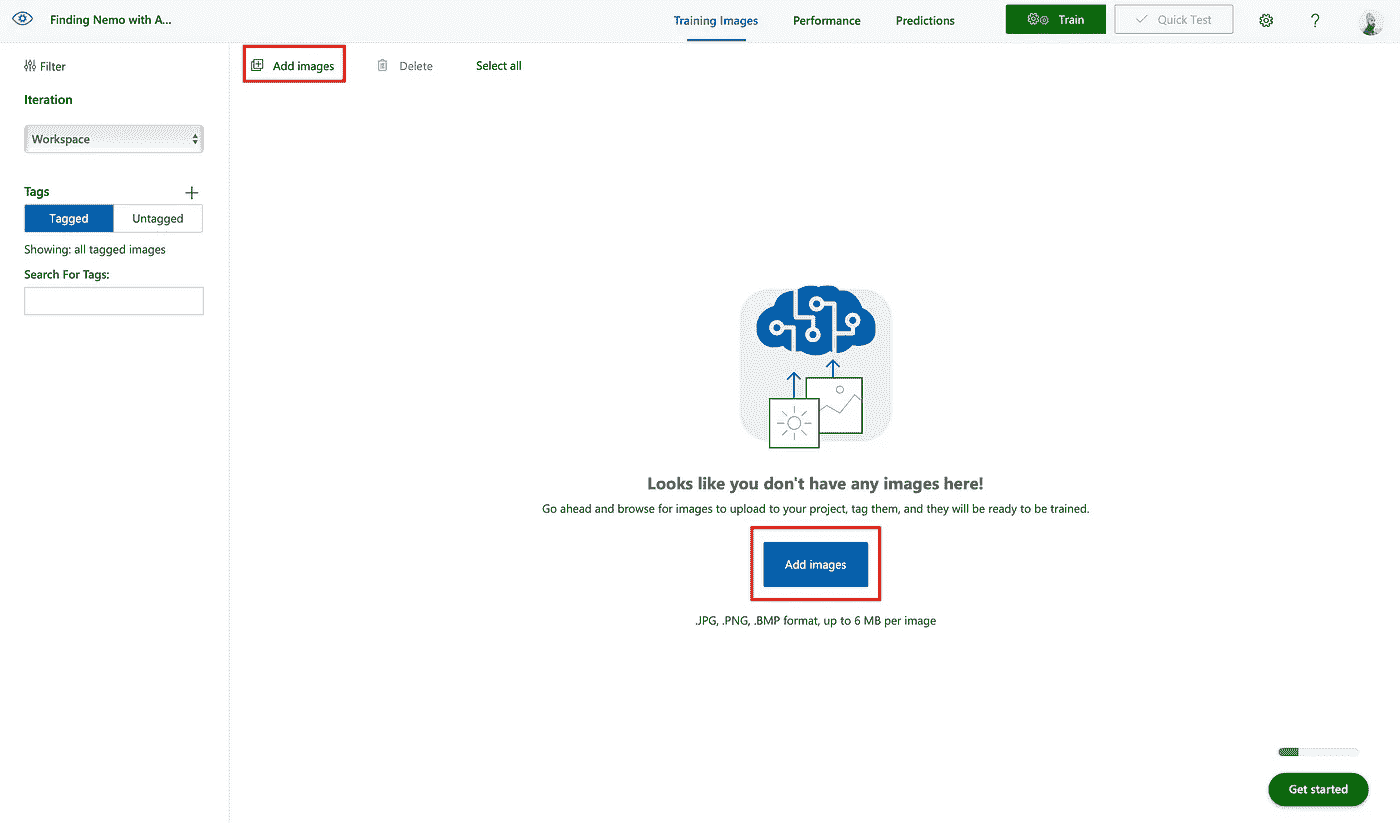 Finding Nemo with A...
Training Images
Performance
Predictions
Train
Quick Test
?
Filter
Iteration
Workspace
Tags
Tagged
Untagged
Showing: all tagged images
Search For Tags:
Add images
Delete
Select all
Looks like you don't have any images here!
Go ahead and browse for images to upload to your project, tag them, and they will be ready to be trained.
Add images
.JPG, .PNG, .BMP format, up to 6 MB per image
Get started